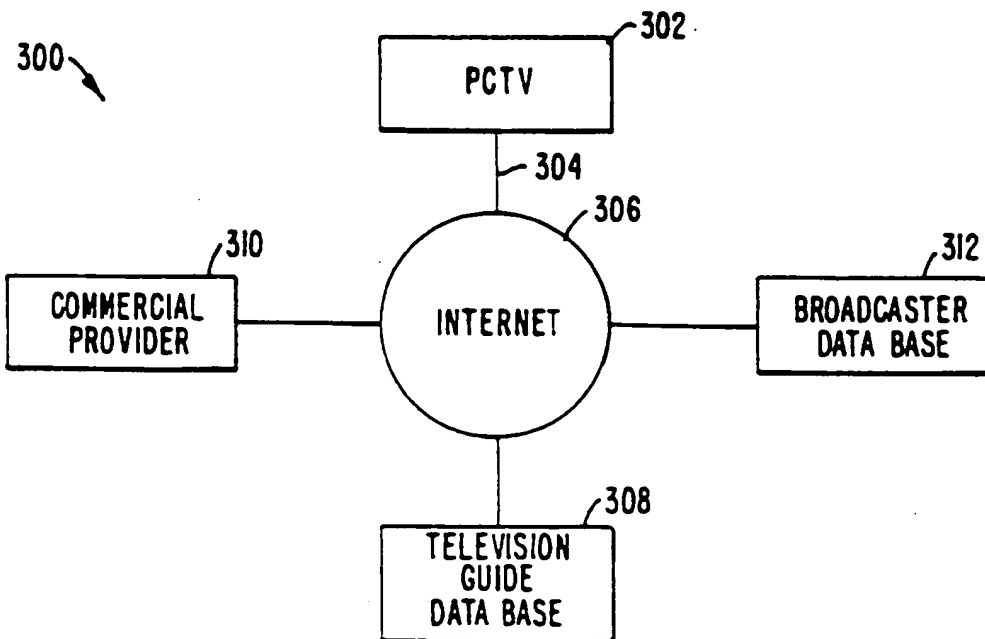 302
300
PCTV
304
306
310
312
COMMERCIAL
PROVIDER
INTERNET
BROADCASTER
DATA BASE
308
TELEVISION
GUIDE
DATA BASE